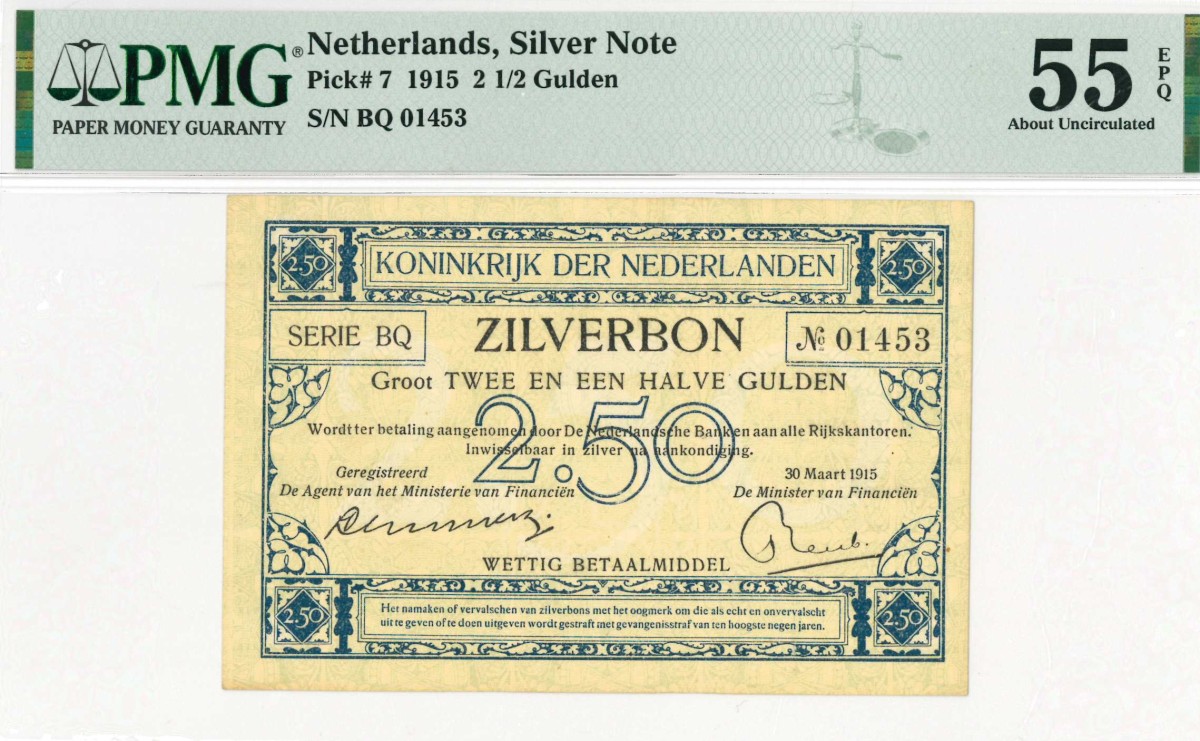 PMG®
PAPER MONEY GUARANTY
Netherlands, Silver Note
Pick# 7 1915 2 1/2 Gulden
S/N BQ 01453
55
EPQ
About Uncirculated
2.50 KONINKRIJK DER NEDERLANDEN 2.50
SERIE BQ ZILVERBON № 01453
Groot TWEE EN EEN HALVE GULDEN
2.50
Wordt ter betaling aangenomen door De Nederlandsche Bank en aan alle Rijkskantoren.
Inwisselbaar in zilver na aankondiging.
Geregistreerd 30 Maart 1915
De Agent van het Ministerie van Financiën De Minister van Financiën
WETTIG BETAALMIDDEL
2.50 2.50
Het namaken of vervalschen van zilverbons met het oogmerk om die als echt en onvervalscht
uit te geven of te doen uitgeven wordt gestraft met gevangenisstraf van ten hoogste negen jaren.